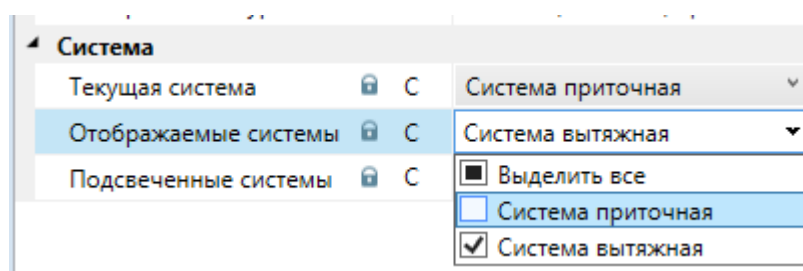 Система
Текущая система С Система приточная
Отображаемые системы С Система вытяжная
Подсвеченные системы С
Выделить все
Система приточная
Система вытяжная